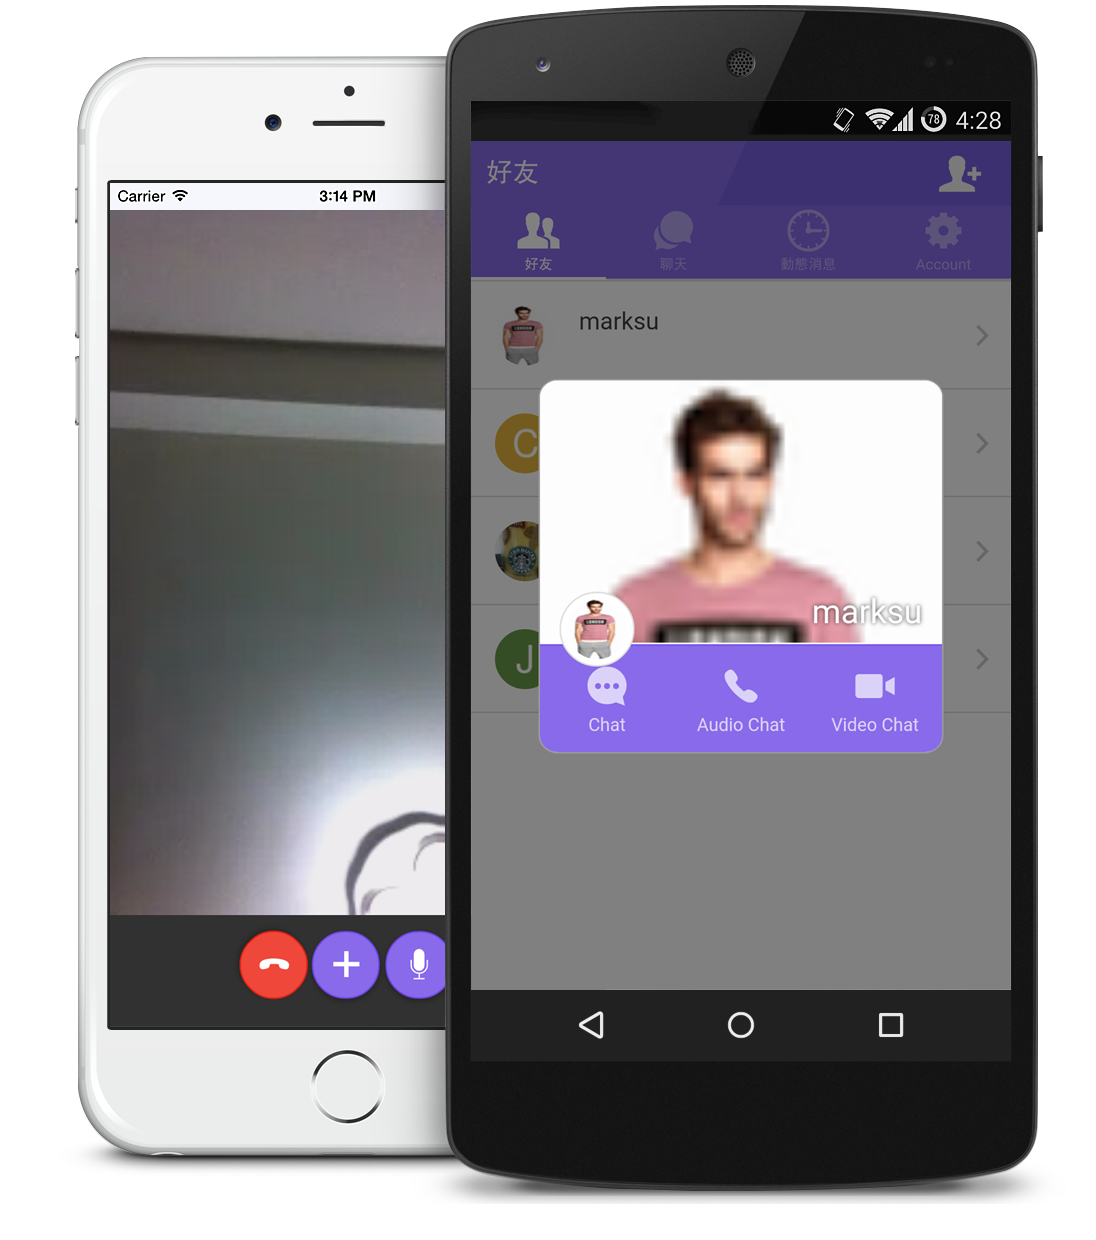 Carrier
3:14 PM
78
4:28
好友
好友
聊天
動態消息
Account
marksu
C
J
LONDON
marksu
Chat
Audio Chat
Video Chat